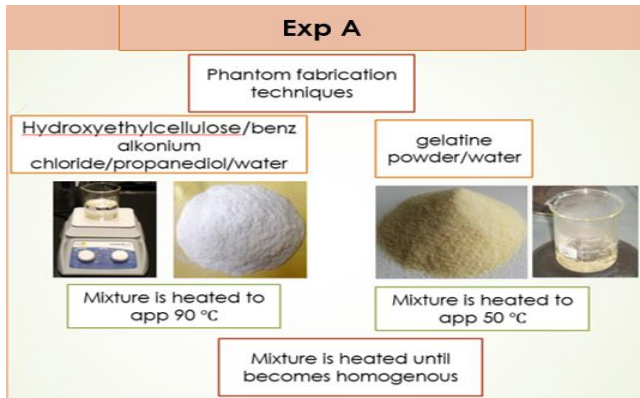 Exp A
Phantom fabrication
techniques
Hydroxyethylcellulose/benz
alkonium
chloride/propanediol/water
gelatine
powder/water
Mixture is heated to
app 90 °C
Mixture is heated to
app 50 °C
Mixture is heated until
becomes homogenous